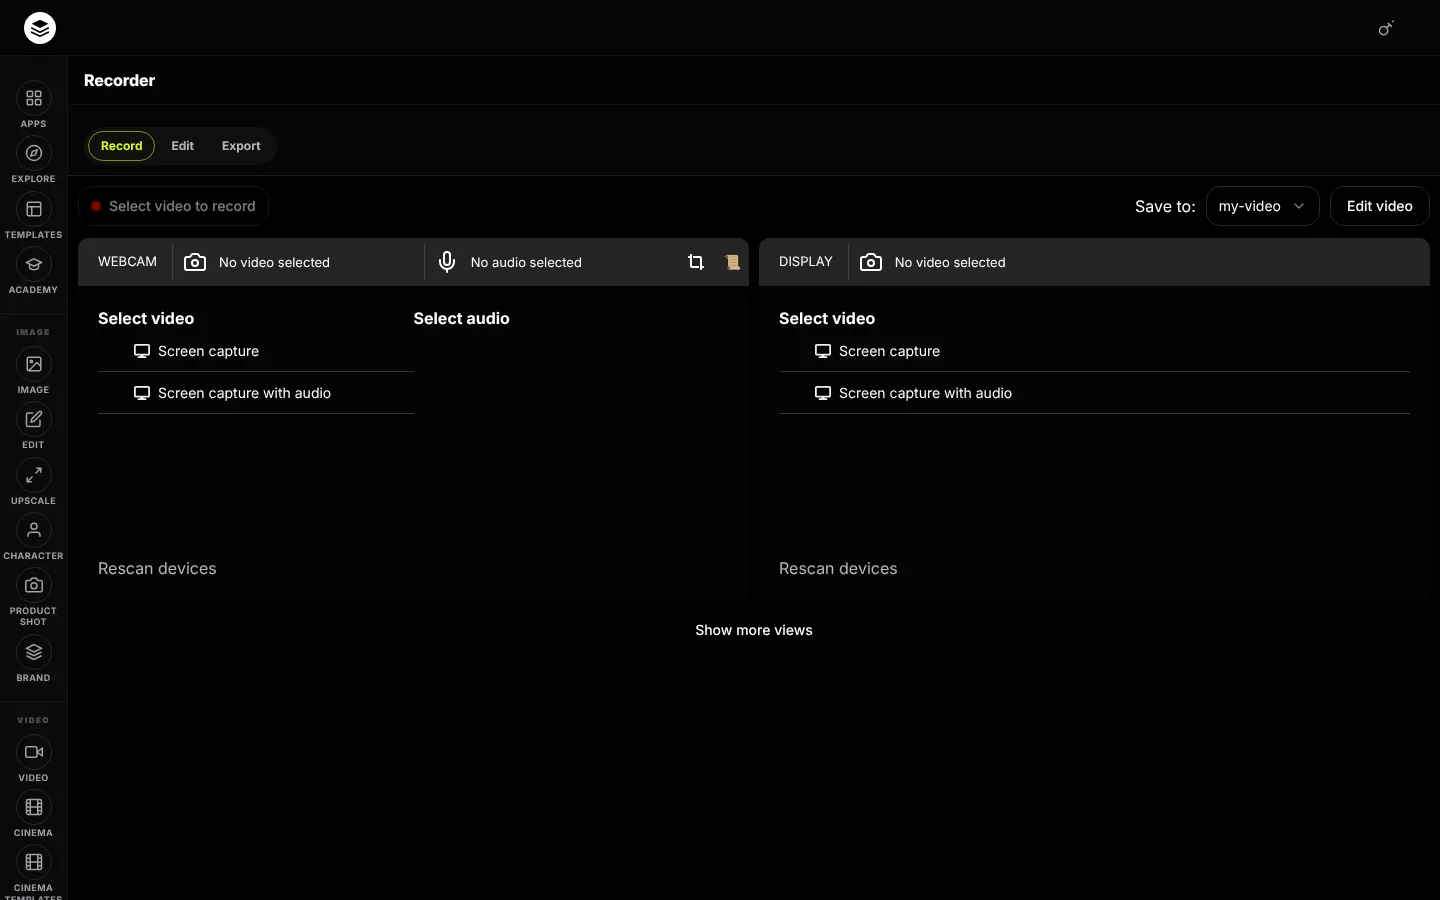 Recorder
Record Edit Export
Select video to record
Save to: my-video Edit video
WEBCAM No video selected No audio selected
DISPLAY No video selected
Select video Select audio
Screen capture
Screen capture with audio
Rescan devices
Select video
Screen capture
Screen capture with audio
Rescan devices
Show more views
APPS
EXPLORE
TEMPLATES
ACADEMY
IMAGE
IMAGE
EDIT
UPSCALE
CHARACTER
PRODUCT
SHOT
BRAND
VIDEO
VIDEO
CINEMA
CINEMA
TEMPLATES